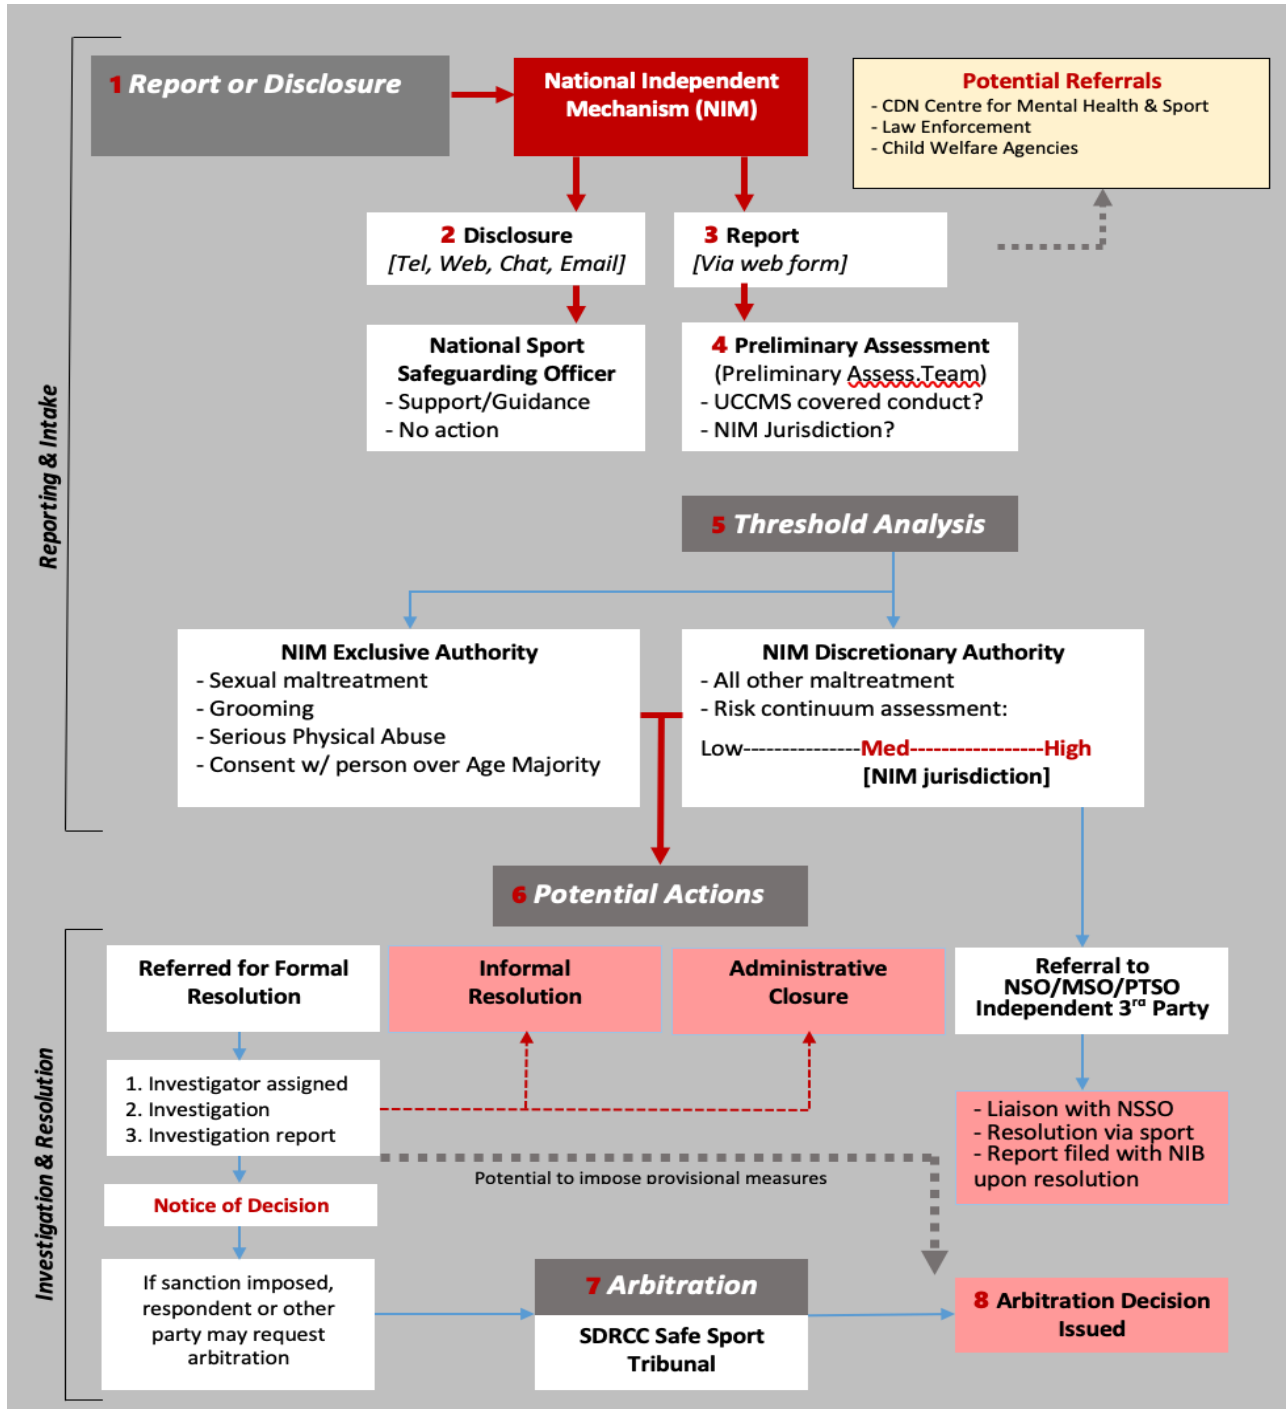 1 Report or Disclosure
National Independent
Mechanism (NIM)
Potential Referrals
- CDN Centre for Mental Health & Sport
- Law Enforcement
- Child Welfare Agencies
2 Disclosure
[Tel, Web, Chat, Email]
3 Report
[Via web form]
National Sport
Safeguarding Officer
- Support/Guidance
- No action
4 Preliminary Assessment
(Preliminary Assess.Team)
- UCCMS covered conduct?
- NIM Jurisdiction?
Reporting & Intake
5 Threshold Analysis
NIM Exclusive Authority
- Sexual maltreatment
- Grooming
- Serious Physical Abuse
- Consent w/ person over Age Majority
NIM Discretionary Authority
- All other maltreatment
- Risk continuum assessment:
Low---------------Med-----------------High
[NIM jurisdiction]
6 Potential Actions
Referred for Formal
Resolution
Informal
Resolution
Administrative
Closure
Referral to
NSO/MSO/PTSO
Independent 3rd Party
Investigation & Resolution
1. Investigator assigned
2. Investigation
3. Investigation report
- Liaison with NSSO
- Resolution via sport
- Report filed with NIB
upon resolution
Potential to impose provisional measures
Notice of Decision
If sanction imposed,
respondent or other
party may request
arbitration
7 Arbitration
SDRCC Safe Sport
Tribunal
8 Arbitration Decision
Issued